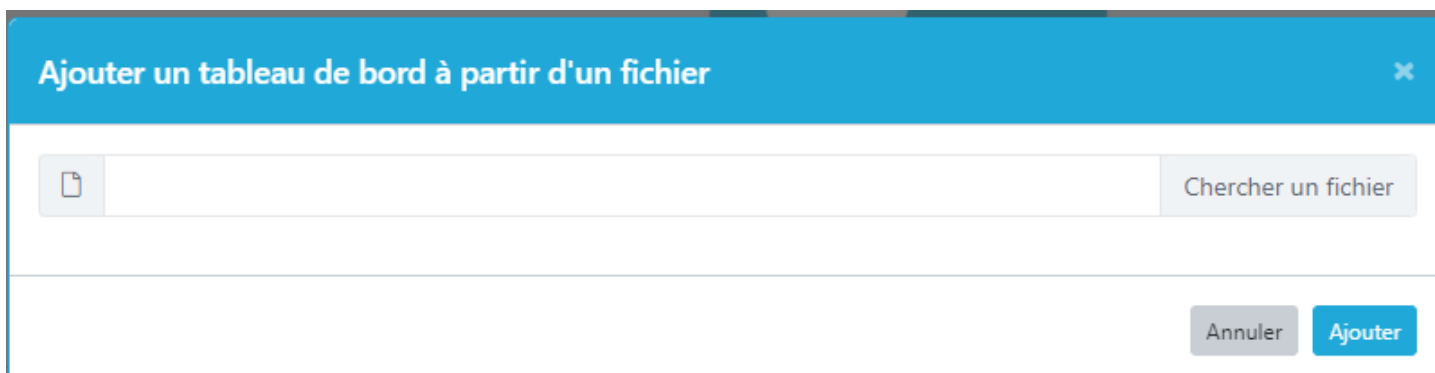 Ajouter un tableau de bord à partir d'un fichier
Chercher un fichier
Annuler
Ajouter